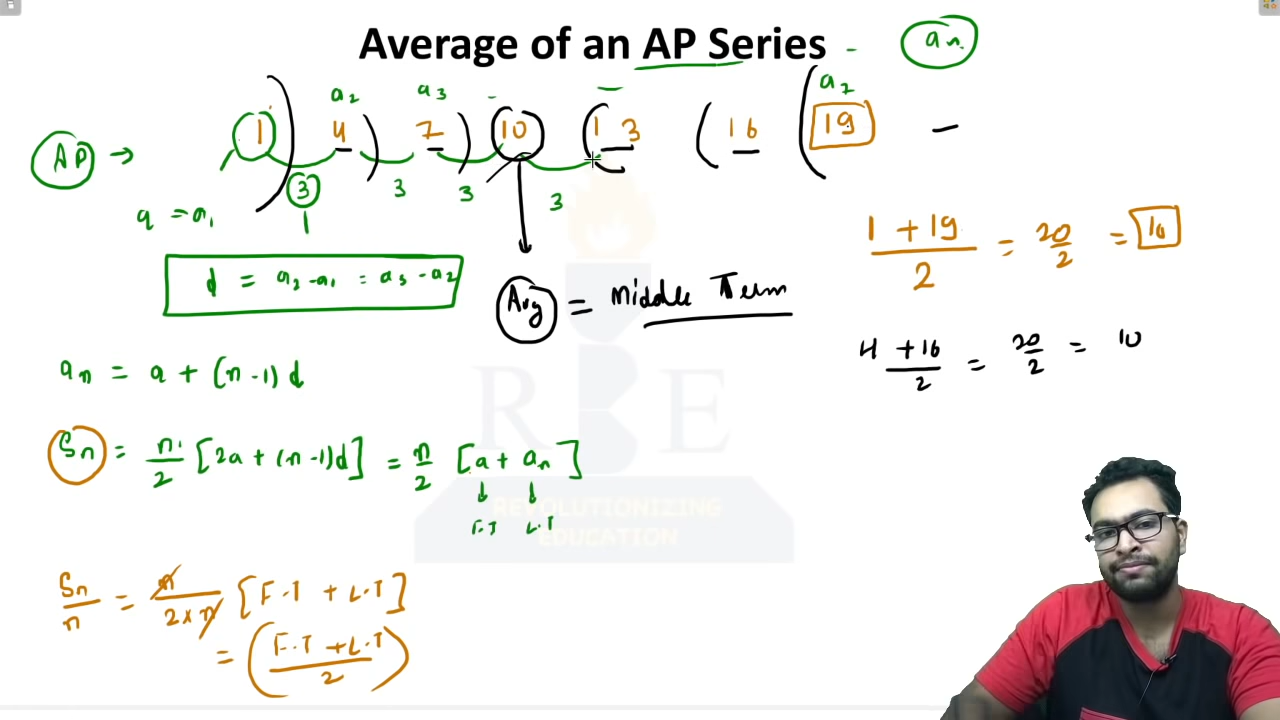 Average of an AP Series - an
a2 a3 a7
AP → 1 ) 4 ) 7 ) 10 ( 13 ( 16 ( 19 –
3 3 3 3
a = a1
d = a2 - a1 = a3 - a2
Avg = Middle Term
1 + 19 / 2 = 20/2 = 10
4 + 16 / 2 = 20/2 = 10
an = a + (n-1) d
Sn = n/2 [2a + (n-1)d] = n/2 [a + an]
F.T L.T
Sn/n = n/2×n [F.T + L.T]
= (F.T + L.T / 2)
RBE
REVOLUTIONIZING
EDUCATION